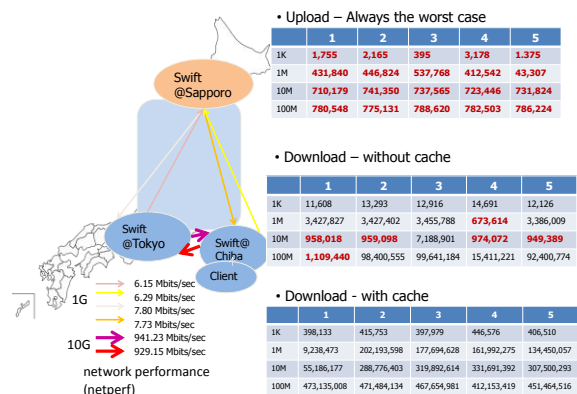 • Upload – Always the worst case
1 2 3 4 5
1K 1,755 2,165 395 3,178 1.375
1M 431,840 446,824 537,768 412,542 43,307
10M 710,179 741,350 737,565 723,446 731,824
100M 780,548 775,131 788,620 782,503 786,224
Swift
@Sapporo
• Download – without cache
1 2 3 4 5
1K 11,608 13,293 12,916 14,691 12,126
1M 3,427,827 3,427,402 3,455,788 673,614 3,386,009
10M 958,018 959,098 7,188,901 974,072 949,389
100M 1,109,440 98,400,555 99,641,184 15,411,221 92,400,774
Swift
@Tokyo
Swift@
Chiba
Client
1G
6.15 Mbits/sec
6.29 Mbits/sec
7.80 Mbits/sec
7.73 Mbits/sec
10G
941.23 Mbits/sec
929.15 Mbits/sec
network performance
(netperf)
• Download - with cache
1 2 3 4 5
1K 398,133 415,753 397,979 446,576 406,510
1M 9,238,473 202,193,598 177,694,628 161,992,275 134,450,057
10M 55,186,177 288,776,403 319,892,614 331,691,392 307,500,293
100M 473,135,008 471,484,134 467,654,981 412,153,419 451,464,516